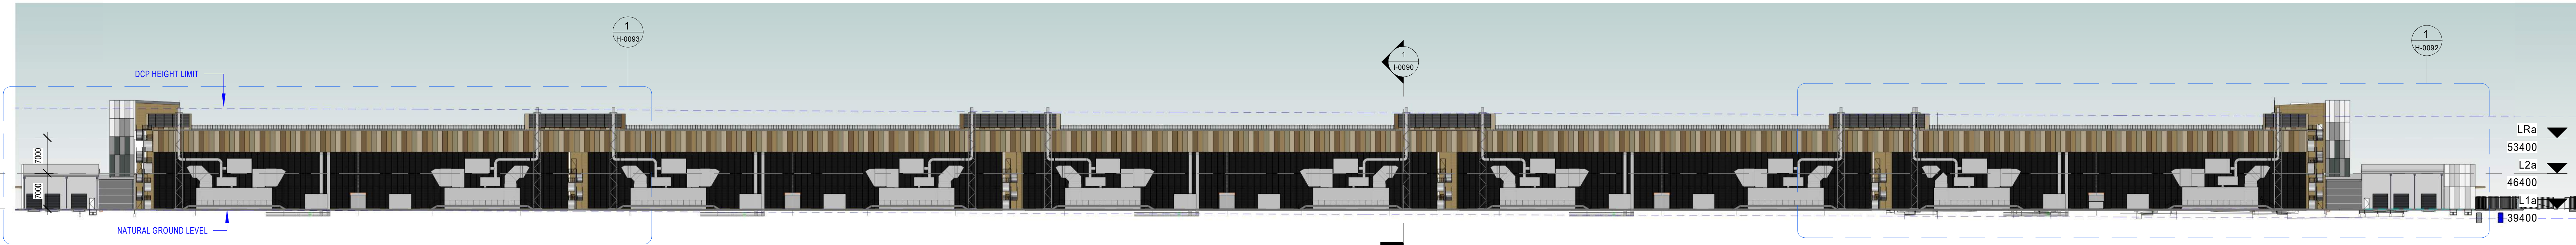 1
H-0093
1
I-0090
1
H-0092
DCP HEIGHT LIMIT
7000
7000
NATURAL GROUND LEVEL
LRa
53400
L2a
46400
L1a
39400